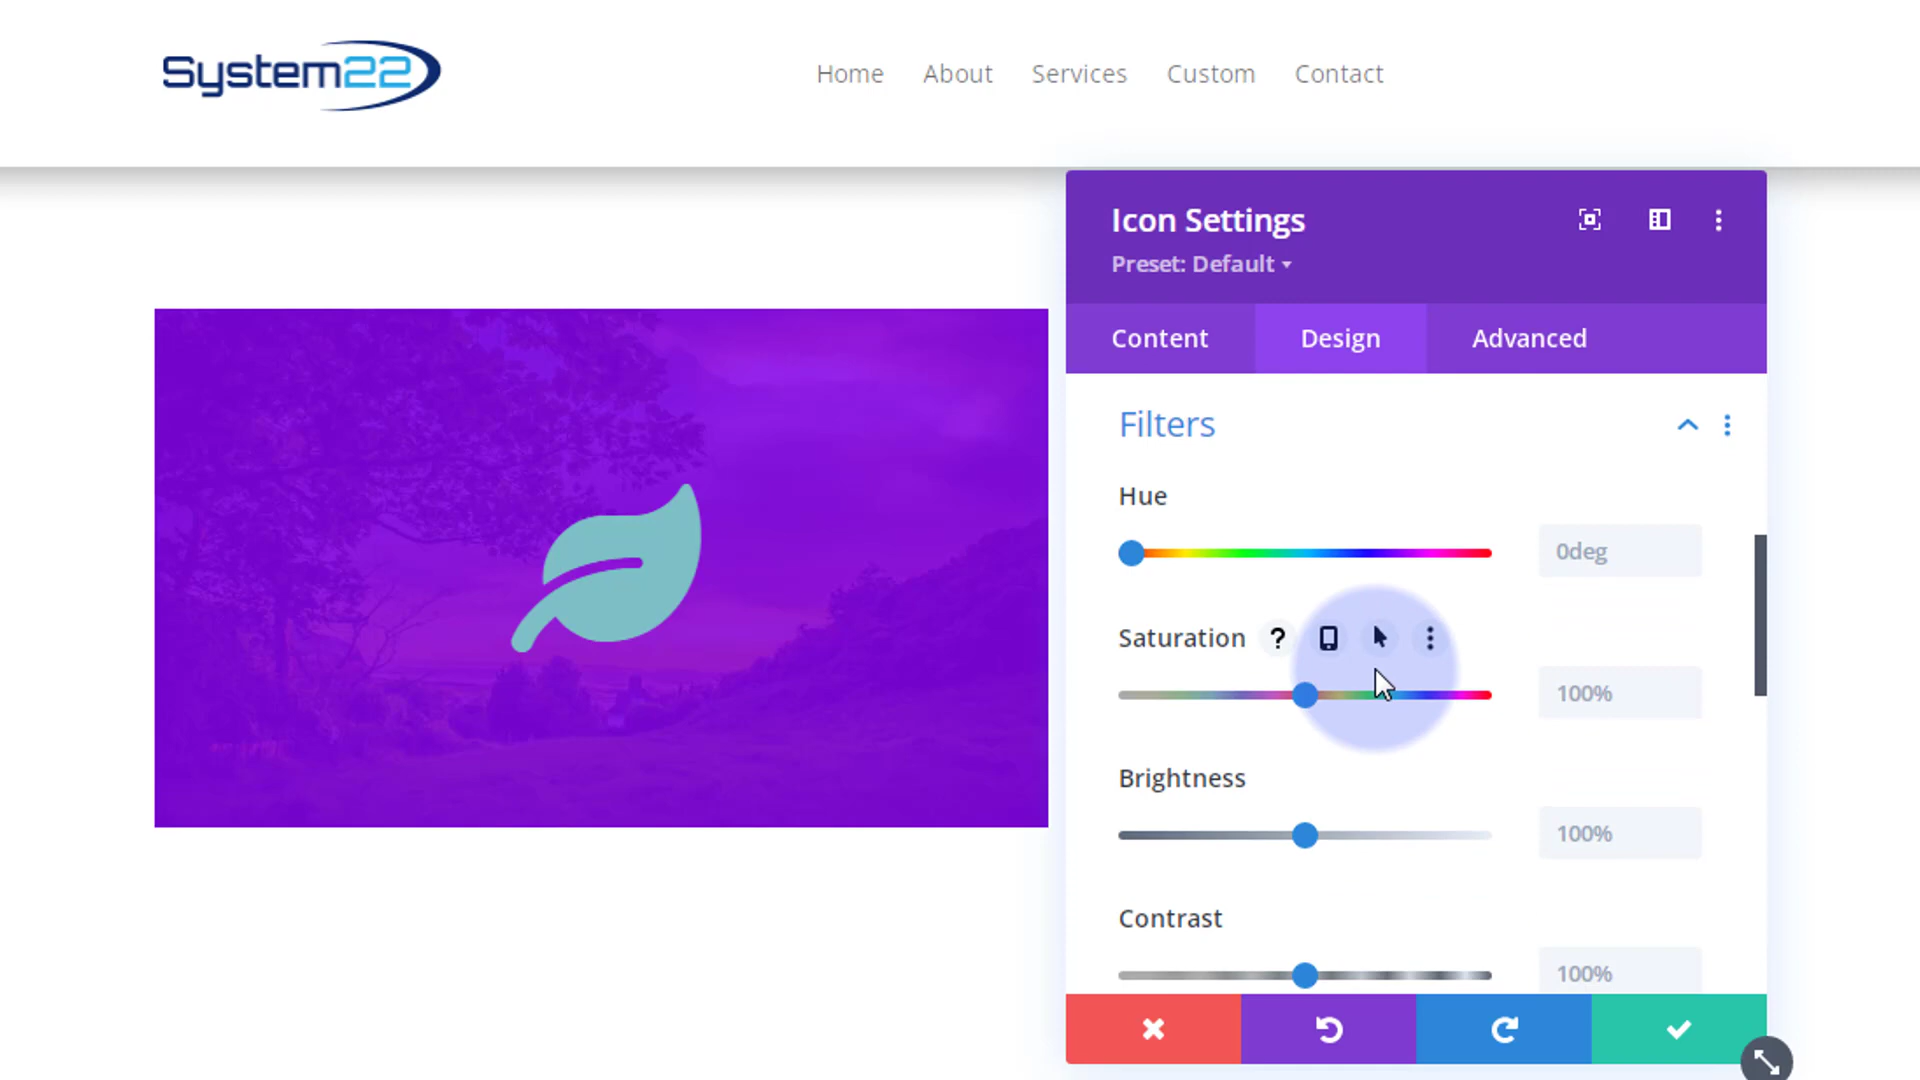 System22
Home About Services Custom Contact
Icon Settings
Preset: Default
Content Design Advanced
Filters
Hue
0deg
Saturation ?
100%
Brightness
100%
Contrast
100%